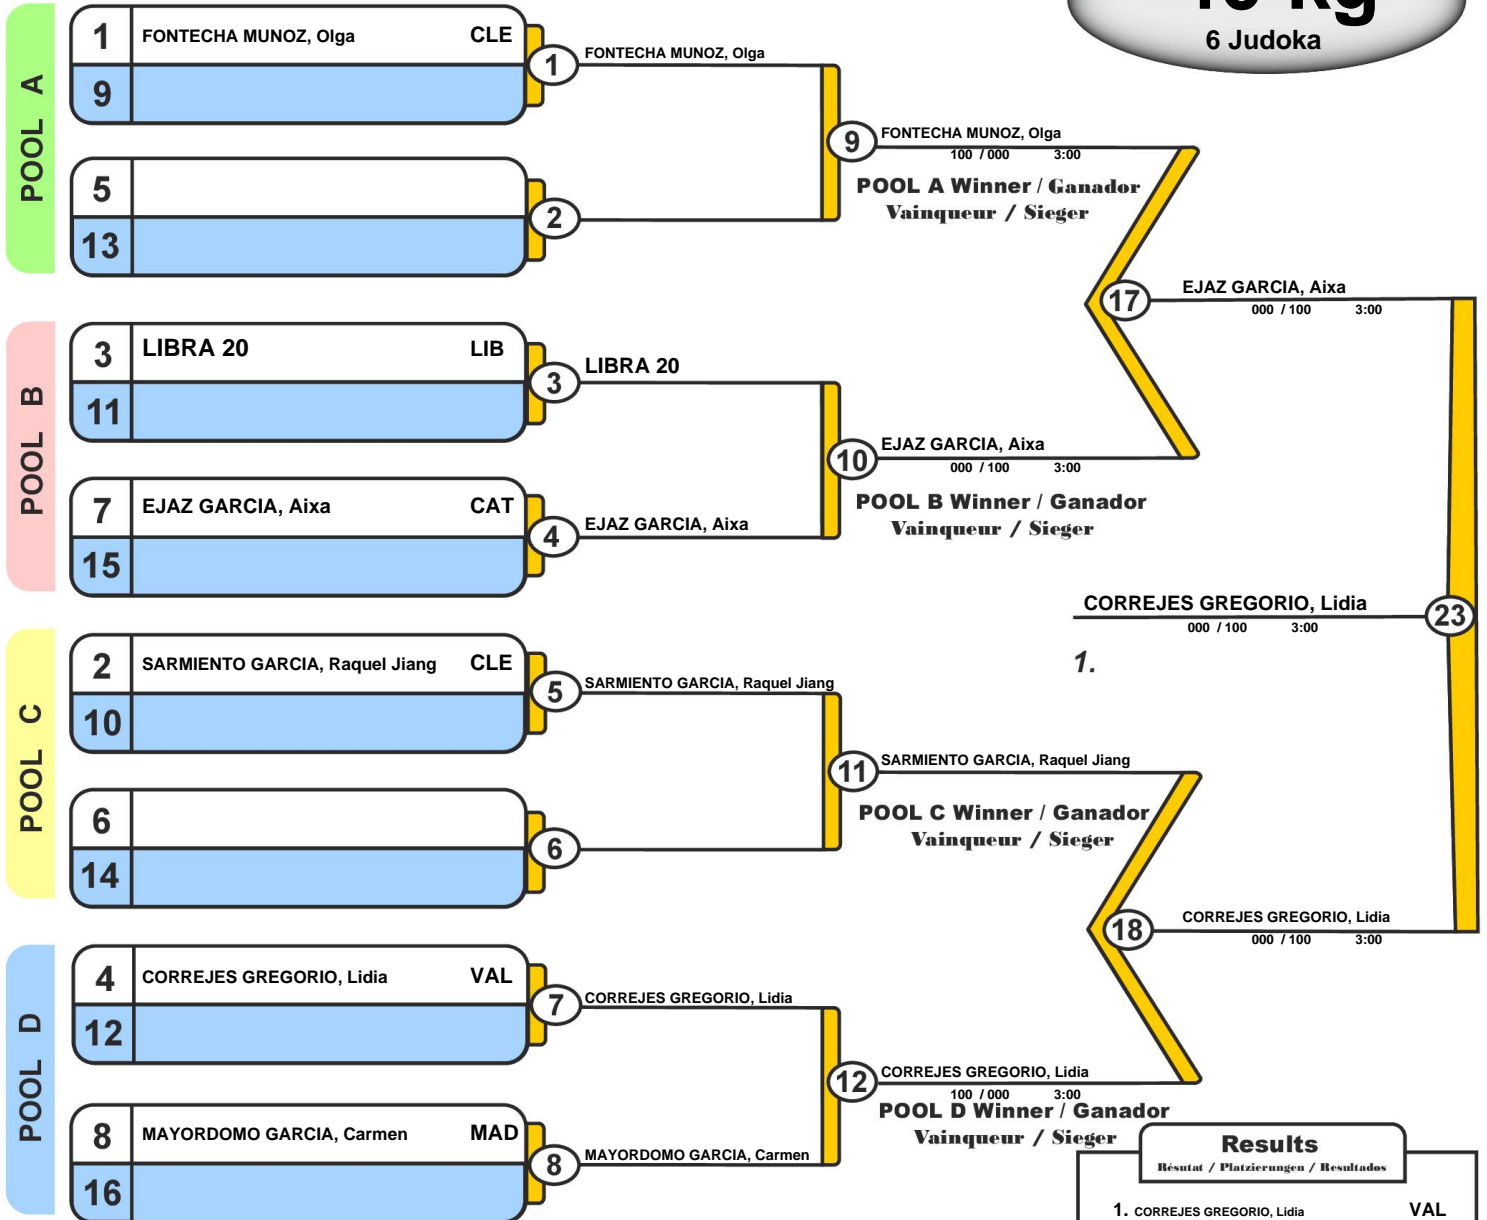 6 Judoka
POOL A
1 FONTECHA MUNOZ, Olga CLE
9
5
13
1 FONTECHA MUNOZ, Olga
2
9 FONTECHA MUNOZ, Olga
100 / 000 3:00
POOL A Winner / Ganador
Vainqueur / Sieger
POOL B
3 LIBRA 20 LIB
11
7 EJAZ GARCIA, Aixa CAT
15
3 LIBRA 20
4 EJAZ GARCIA, Aixa
10 EJAZ GARCIA, Aixa
000 / 100 3:00
POOL B Winner / Ganador
Vainqueur / Sieger
17 EJAZ GARCIA, Aixa
000 / 100 3:00
POOL C
2 SARMIENTO GARCIA, Raquel Jiang CLE
10
6
14
5 SARMIENTO GARCIA, Raquel Jiang
6
11 SARMIENTO GARCIA, Raquel Jiang
POOL C Winner / Ganador
Vainqueur / Sieger
POOL D
4 CORREJES GREGORIO, Lidia VAL
12
8 MAYORDOMO GARCIA, Carmen MAD
16
7 CORREJES GREGORIO, Lidia
8 MAYORDOMO GARCIA, Carmen
12 CORREJES GREGORIO, Lidia
100 / 000 3:00
POOL D Winner / Ganador
Vainqueur / Sieger
18 CORREJES GREGORIO, Lidia
000 / 100 3:00
CORREJES GREGORIO, Lidia 23
000 / 100 3:00
1.
Results
Résutat / Platzierungen / Resultados
1. CORREJES GREGORIO, Lidia VAL